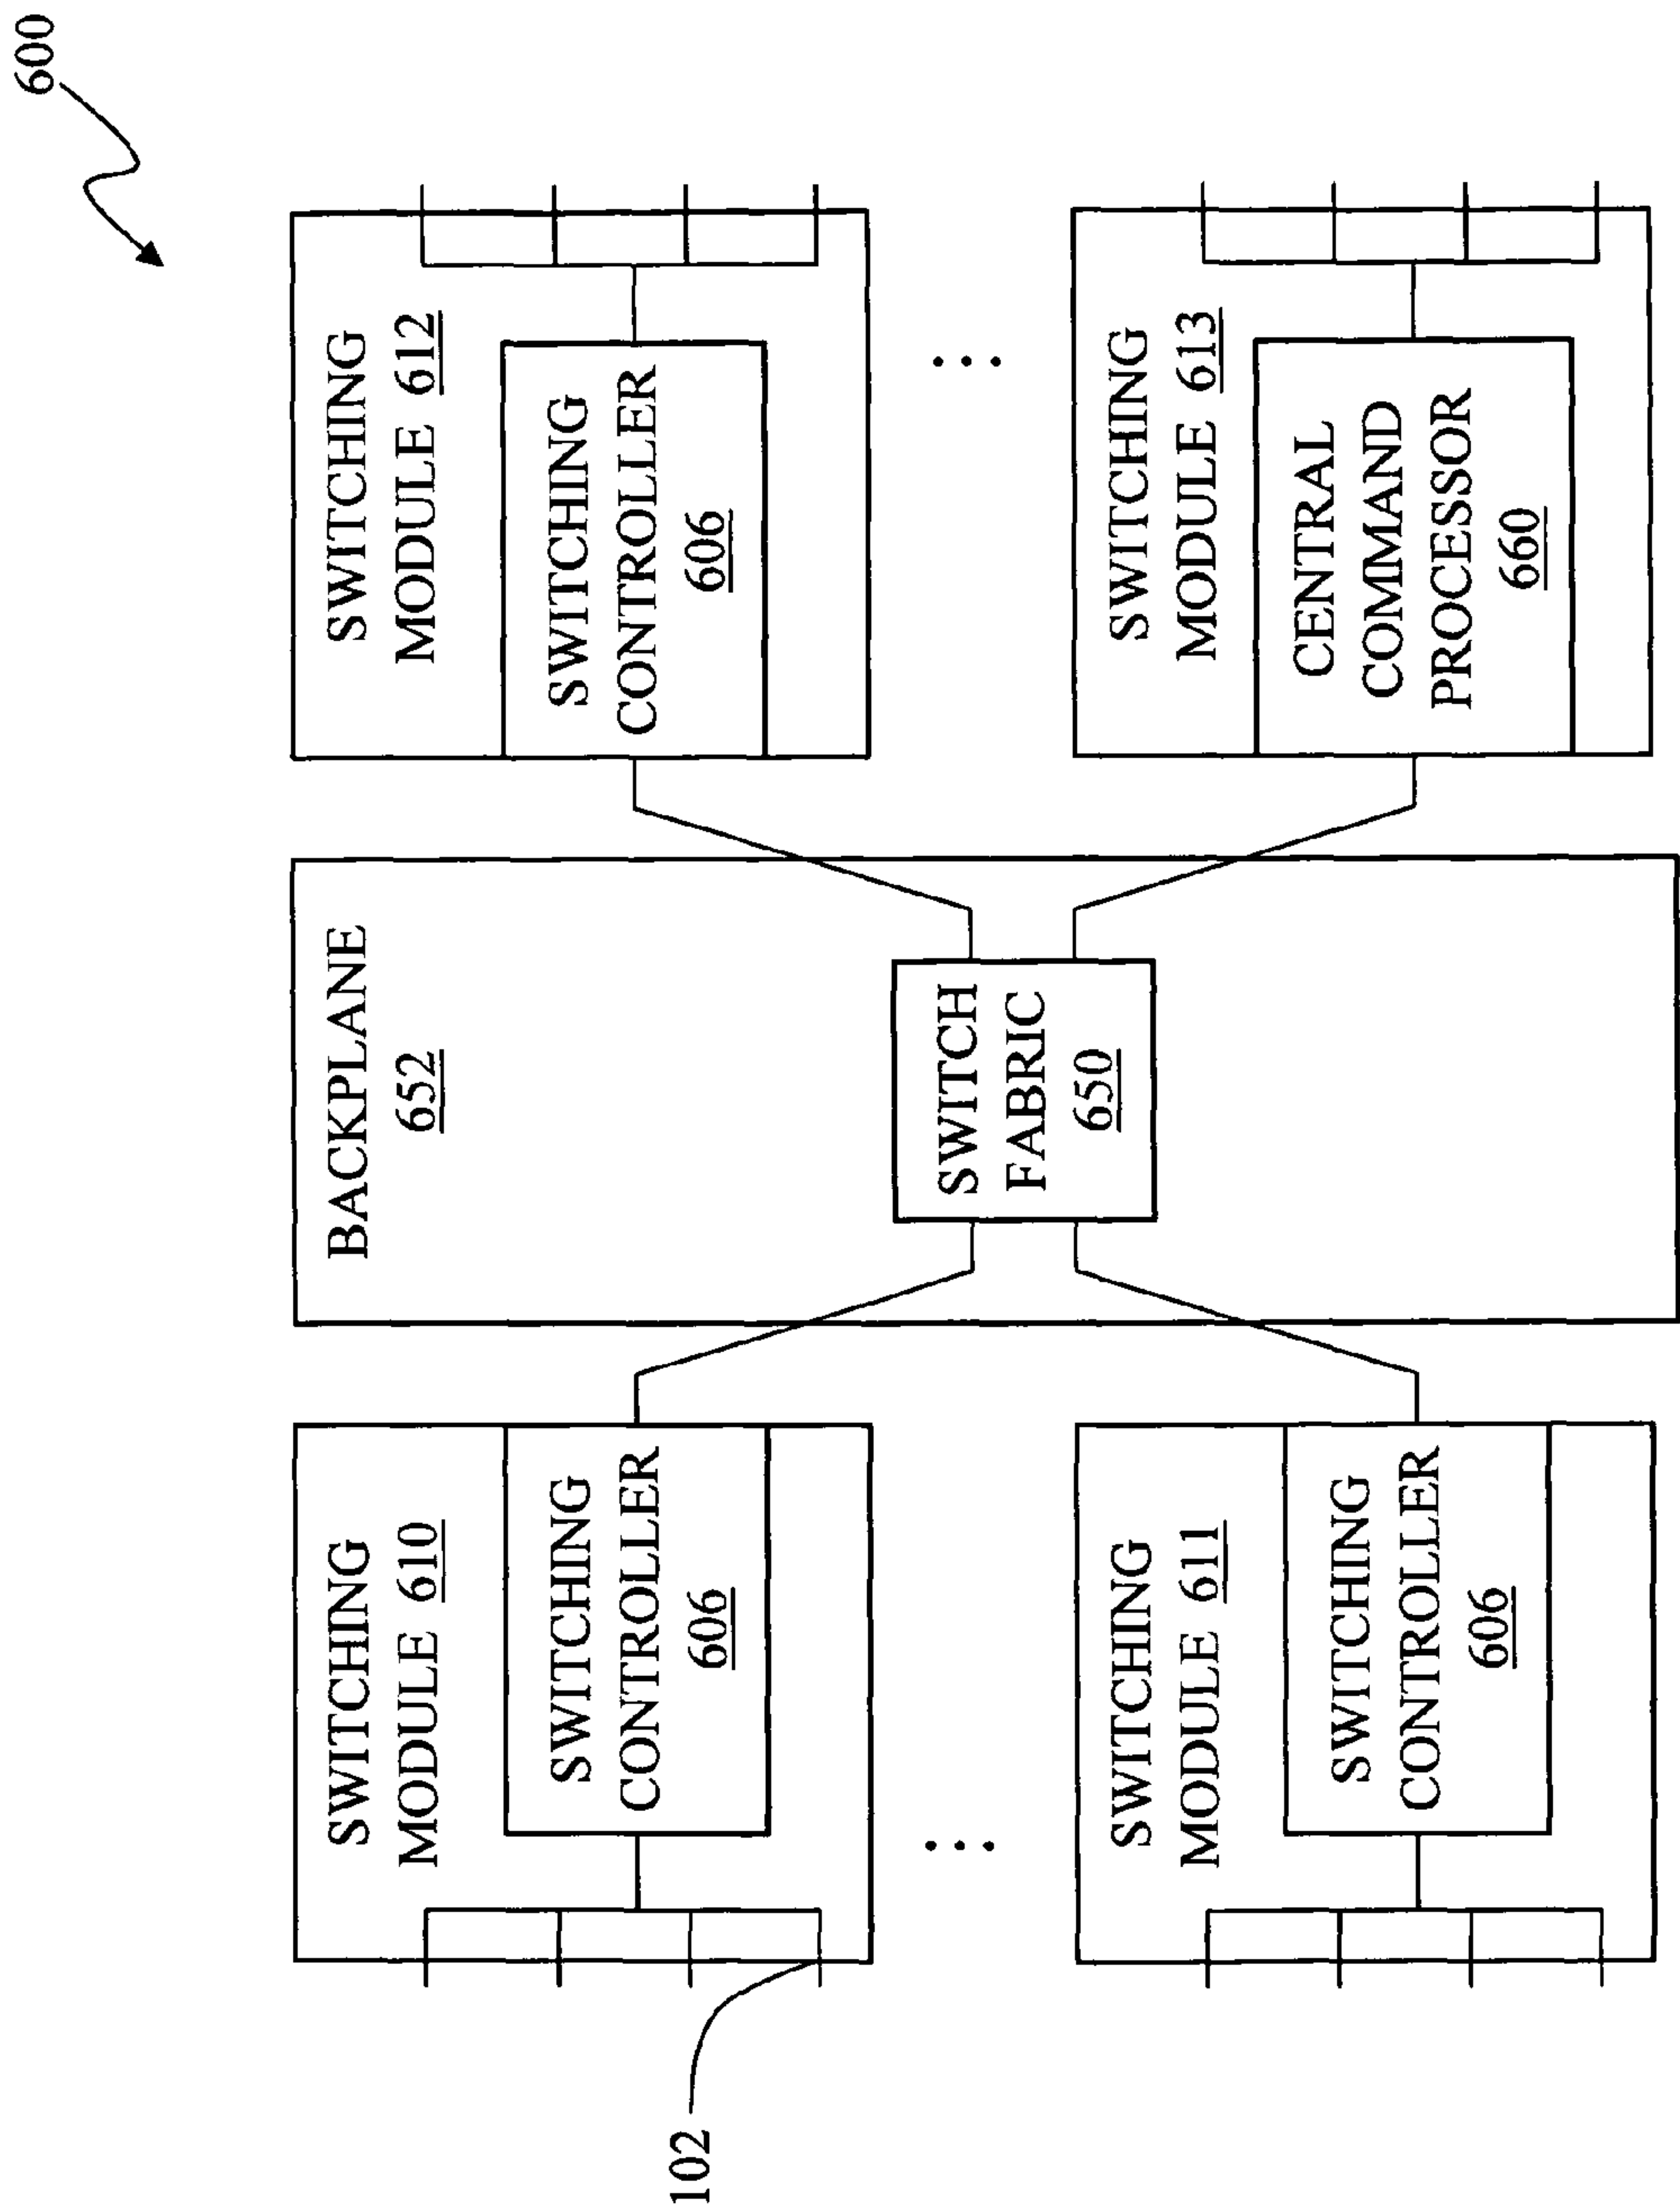 600
SWITCHING
MODULE 610
SWITCHING
CONTROLLER
606
BACKPLANE
652
SWITCH
FABRIC
650
SWITCHING
MODULE 612
SWITCHING
CONTROLLER
606
102
...
...
SWITCHING
MODULE 611
SWITCHING
CONTROLLER
606
SWITCHING
MODULE 613
CENTRAL
COMMAND
PROCESSOR
660